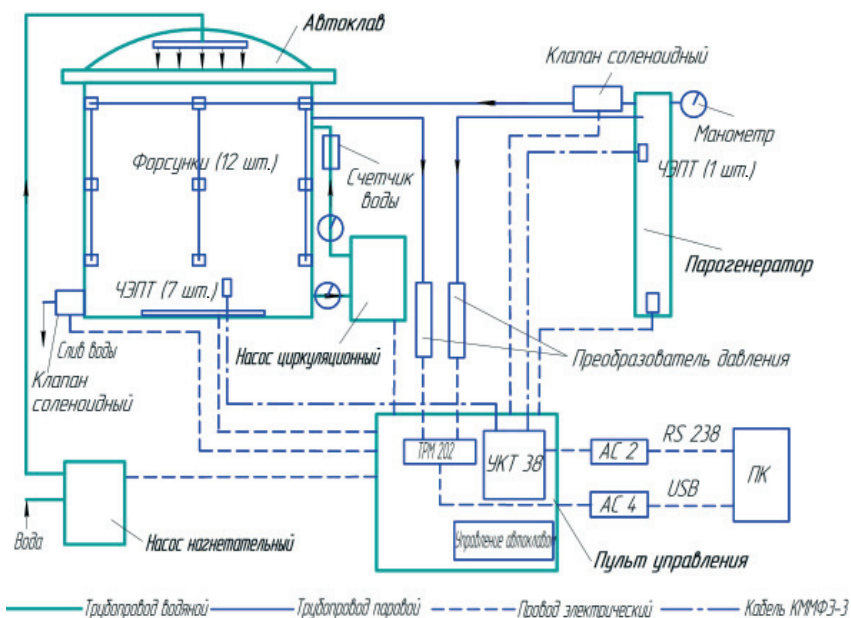 Автоклав
Клапан соленоидный
Манометр
Форсунки (12 шт.)
Счетчик
воды
ЧЭПТ (1 шт.)
Парогенератор
ЧЭПТ (7 шт.)
Слив воды
Клапан
соленоидный
Насос циркуляционный
Преобразователь давления
ТРМ 202
УКТ 38
АС 2
RS 238
ПК
АС 4
USB
Вода
Насос нагнетательный
Управление автоклавом
Пульт управления
Трубопровод водяной
Трубопровод паровой
Провод электрический
Кабель КММФЭ-3